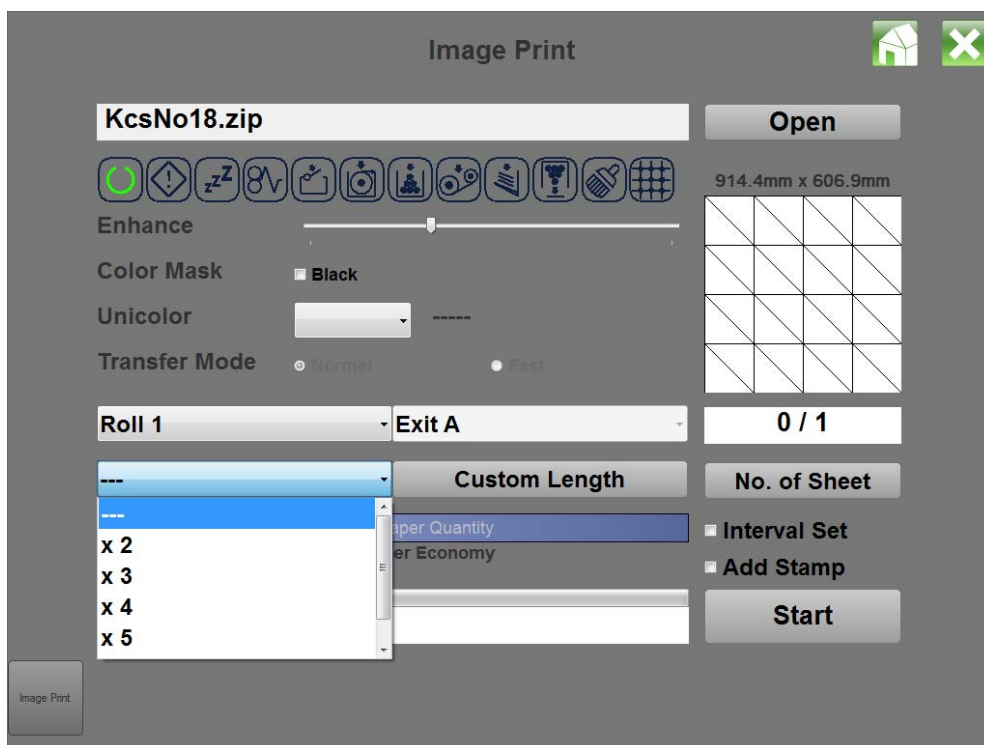 Image Print
KcsNo18.zip
Open
zzZ
914.4mm x 606.9mm
Enhance
Color Mask
Black
Unicolor
-----
Transfer Mode
Normal
Fast
Roll 1
Exit A
0 / 1
---
Custom Length
No. of Sheet
---
x 2
x 3
x 4
x 5
aper Quantity
er Economy
Interval Set
Add Stamp
Start
Image Print